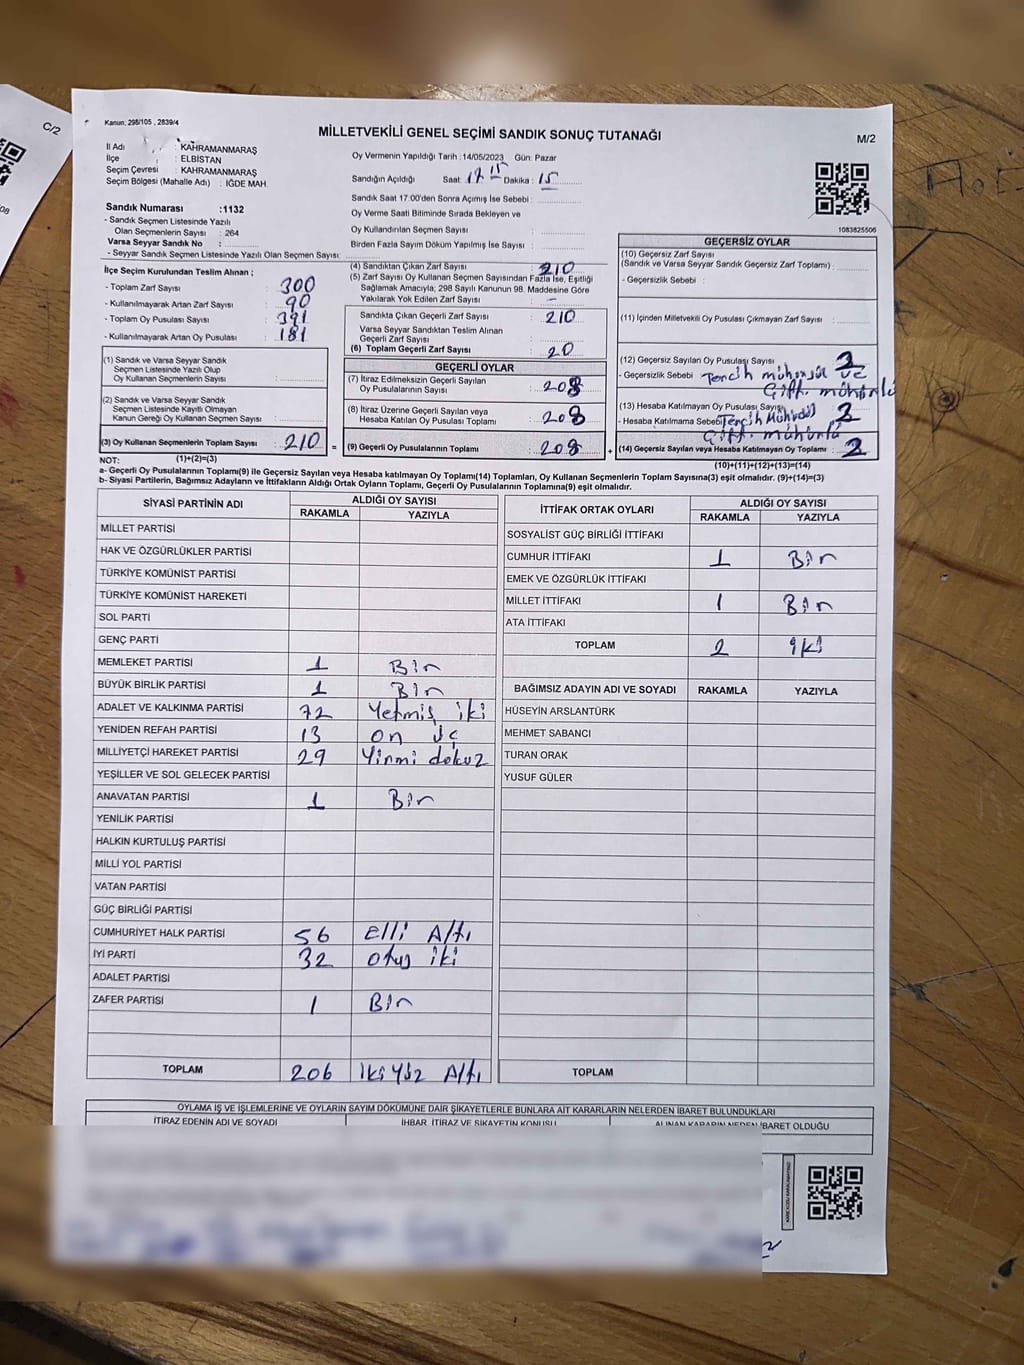 C/2
Kanun, 298/105 , 2839/4
MİLLETVEKİLİ GENEL SEÇİMİ SANDIK SONUÇ TUTANAĞI
M/2
İl Adı : KAHRAMANMARAŞ
İlçe : ELBİSTAN
Seçim Çevresi : KAHRAMANMARAŞ
Seçim Bölgesi (Mahalle Adı) : İĞDE MAH.
Oy Vermenin Yapıldığı Tarih : 14/05/2023 Gün: Pazar
Sandığın Açıldığı Saat: 17 15 Dakika : 15
Sandık Saat 17.00'den Sonra Açımış İse Sebebi :
Oy Verme Saati Bitiminde Sırada Bekleyen ve
Oy Kullandırılan Seçmen Sayısı :
Birden Fazla Sayım Döküm Yapılmış İse Sayısı :
1083825506
Sandık Numarası :1132
- Sandık Seçmen Listesinde Yazılı
Olan Seçmenlerin Sayısı : 264
Varsa Seyyar Sandık No :
- Seyyar Sandık Seçmen Listesinde Yazılı Olan Seçmen Sayısı:
İlçe Seçim Kurulundan Teslim Alınan ;
- Toplam Zarf Sayısı : 300
- Kullanılmayarak Artan Zarf Sayısı : 90
- Toplam Oy Pusulası Sayısı : 391
- Kullanılmayarak Artan Oy Pusulası : 181
(1) Sandık ve Varsa Seyyar Sandık
Seçmen Listesinde Yazılı Olup
Oy Kullanan Seçmenlerin Sayısı :
(2) Sandık ve Varsa Seyyar Sandık
Seçmen Listesinde Kayıtlı Olmayan
Kanun Gereği Oy Kullanan Seçmen Sayısı :
(3) Oy Kullanan Seçmenlerin Toplam Sayısı : 210 =
(1)+(2)=(3)
(4) Sandıktan Çıkan Zarf Sayısı : 210
(5) Zarf Sayısı Oy Kullanan Seçmen Sayısından Fazla İse, Eşitliği
Sağlamak Amacıyla; 298 Sayılı Kanunun 98. Maddesine Göre
Yakılarak Yok Edilen Zarf Sayısı : -
Sandıkta Çıkan Geçerli Zarf Sayısı : 210
Varsa Seyyar Sandıktan Teslim Alınan
Geçerli Zarf Sayısı :
(6) Toplam Geçerli Zarf Sayısı : 20
GEÇERLİ OYLAR
(7) İtiraz Edilmeksizin Geçerli Sayılan
Oy Pusulalarının Sayısı : 208
(8) İtiraz Üzerine Geçerli Sayılan veya
Hesaba Katılan Oy Pusulası Toplamı : 208
(9) Geçerli Oy Pusulalarının Toplamı : 208 +
GEÇERSİZ OYLAR
(10) Geçersiz Zarf Sayısı
(Sandık ve Varsa Seyyar Sandık Geçersiz Zarf Toplamı) :
- Geçersizlik Sebebi :
(11) İçinden Milletvekili Oy Pusulası Çıkmayan Zarf Sayısı :
(12) Geçersiz Sayılan Oy Pusulası Sayısı : 2
- Geçersizlik Sebebi : Tercih mühürsüz ve
Çift mühürlü
(13) Hesaba Katılmayan Oy Pusulası Sayısı : 2
- Hesaba Katılmama Sebebi : Tercih Mühürsüz
Çift mühürlü
(14) Geçersiz Sayılan veya Hesaba Katılmayan Oy Toplamı : 2
(10)+(11)+(12)+(13)=(14)
NOT:
a- Geçerli Oy Pusulalarının Toplamı(9) ile Geçersiz Sayılan veya Hesaba katılmayan Oy Toplamı(14) Toplamları, Oy Kullanan Seçmenlerin Toplam Sayısına(3) eşit olmalıdır. (9)+(14)=(3)
b- Siyasi Partilerin, Bağımsız Adayların ve İttifakların Aldığı Ortak Oyların Toplamı, Geçerli Oy Pusulalarının Toplamına(9) eşit olmalıdır.
SİYASİ PARTİNİN ADI
ALDIĞI OY SAYISI
RAKAMLA YAZIYLA
MİLLET PARTİSİ
HAK VE ÖZGÜRLÜKLER PARTİSİ
TÜRKİYE KOMÜNİST PARTİSİ
TÜRKİYE KOMÜNİST HAREKETİ
SOL PARTİ
GENÇ PARTİ
MEMLEKET PARTİSİ 1 Bir
BÜYÜK BİRLİK PARTİSİ 1 Bir
ADALET VE KALKINMA PARTİSİ 72 Yetmiş iki
YENİDEN REFAH PARTİSİ 13 on üç
MİLLİYETÇİ HAREKET PARTİSİ 29 Yirmi dokuz
YEŞİLLER VE SOL GELECEK PARTİSİ
ANAVATAN PARTİSİ 1 Bir
YENİLİK PARTİSİ
HALKIN KURTULUŞ PARTİSİ
MİLLİ YOL PARTİSİ
VATAN PARTİSİ
GÜÇ BİRLİĞİ PARTİSİ
CUMHURİYET HALK PARTİSİ 56 Elli Altı
İYİ PARTİ 32 otuz iki
ADALET PARTİSİ
ZAFER PARTİSİ 1 Bir
TOPLAM 206 İki Yüz Altı
İTTİFAK ORTAK OYLARI
ALDIĞI OY SAYISI
RAKAMLA YAZIYLA
SOSYALİST GÜÇ BİRLİĞİ İTTİFAKI
CUMHUR İTTİFAKI 1 Bir
EMEK VE ÖZGÜRLÜK İTTİFAKI
MİLLET İTTİFAKI 1 Bir
ATA İTTİFAKI
TOPLAM 2 iki
BAĞIMSIZ ADAYIN ADI VE SOYADI RAKAMLA YAZIYLA
HÜSEYİN ARSLANTÜRK
MEHMET SABANCI
TURAN ORAK
YUSUF GÜLER
TOPLAM
OYLAMA İŞ VE İŞLEMLERİNE VE OYLARIN SAYIM DÖKÜMÜNE DAİR ŞİKAYETLERLE BUNLARA AİT KARARLARIN NELERDEN İBARET BULUNDUKLARI
İTİRAZ EDENİN ADI VE SOYADI
İHBAR, İTİRAZ VE ŞİKAYETİN KONUSU
ALINAN KARARIN NEDEN İBARET OLDUĞU